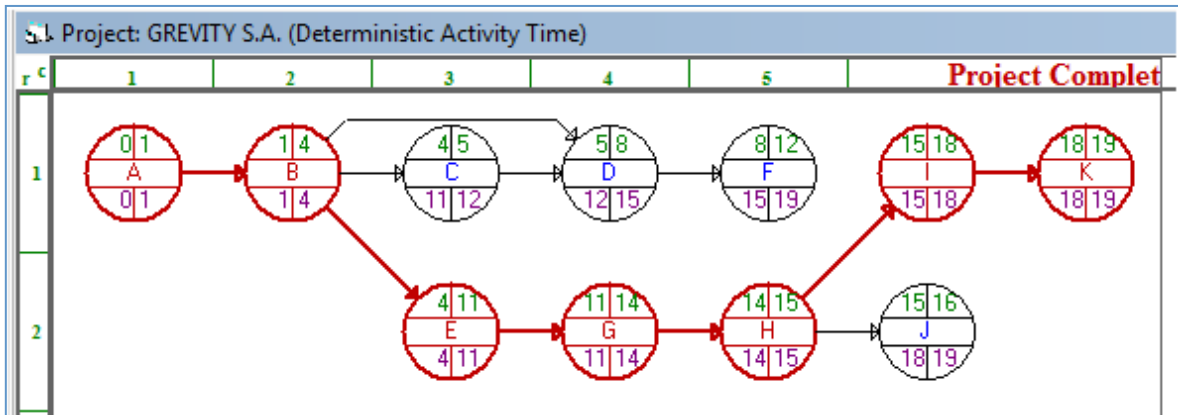 Project: GREVITY S.A. (Deterministic Activity Time)
r c 1 2 3 4 5 Project Complet
1
0 1 1 4 4 5 5 8 8 12 15 18 18 19
A B C D F I K
0 1 1 4 11 12 12 15 15 19 15 18 18 19
2
4 11 11 14 14 15 15 16
E G H J
4 11 11 14 14 15 18 19